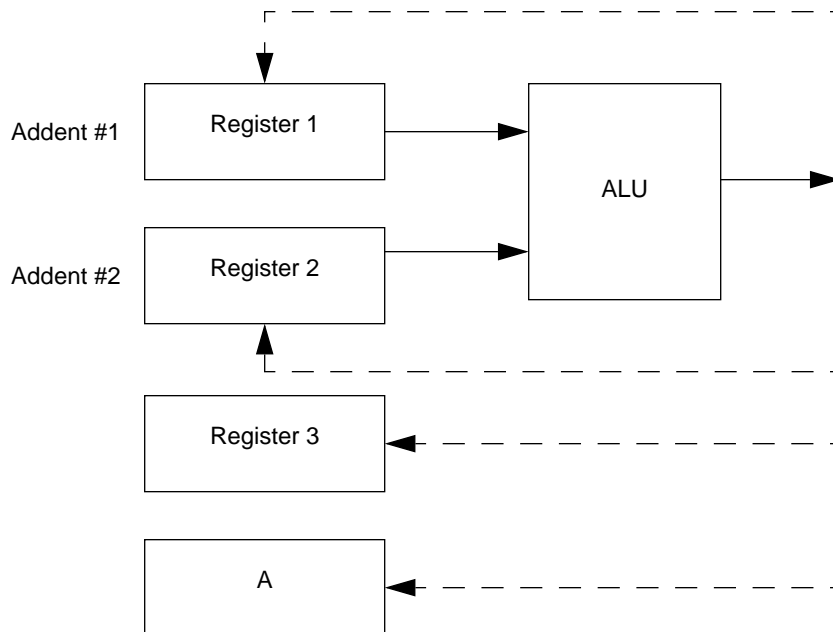 Addent #1
Register 1
ALU
Addent #2
Register 2
Register 3
A